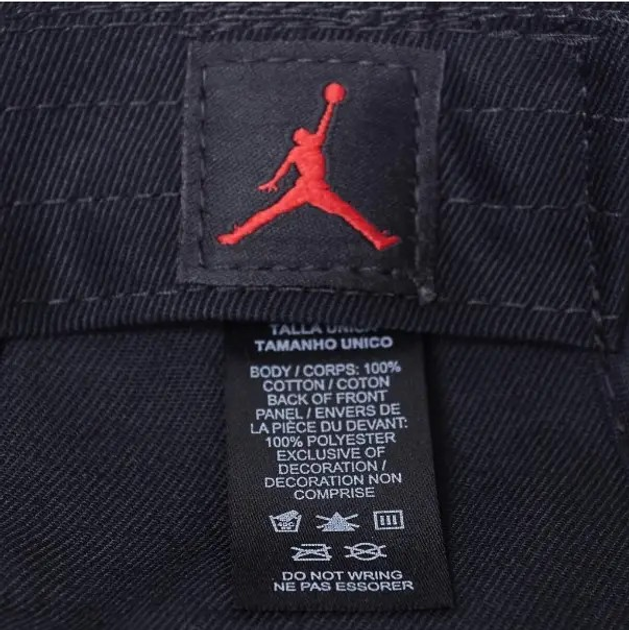 TALLA UNICA
TAMANHO UNICO
BODY / CORPS: 100%
COTTON / COTON
BACK OF FRONT
PANEL / ENVERS DE
LA PIÈCE DU DEVANT:
100% POLYESTER
EXCLUSIVE OF
DECORATION /
DECORATION NON
COMPRISE
DO NOT WRING
NE PAS ESSORER